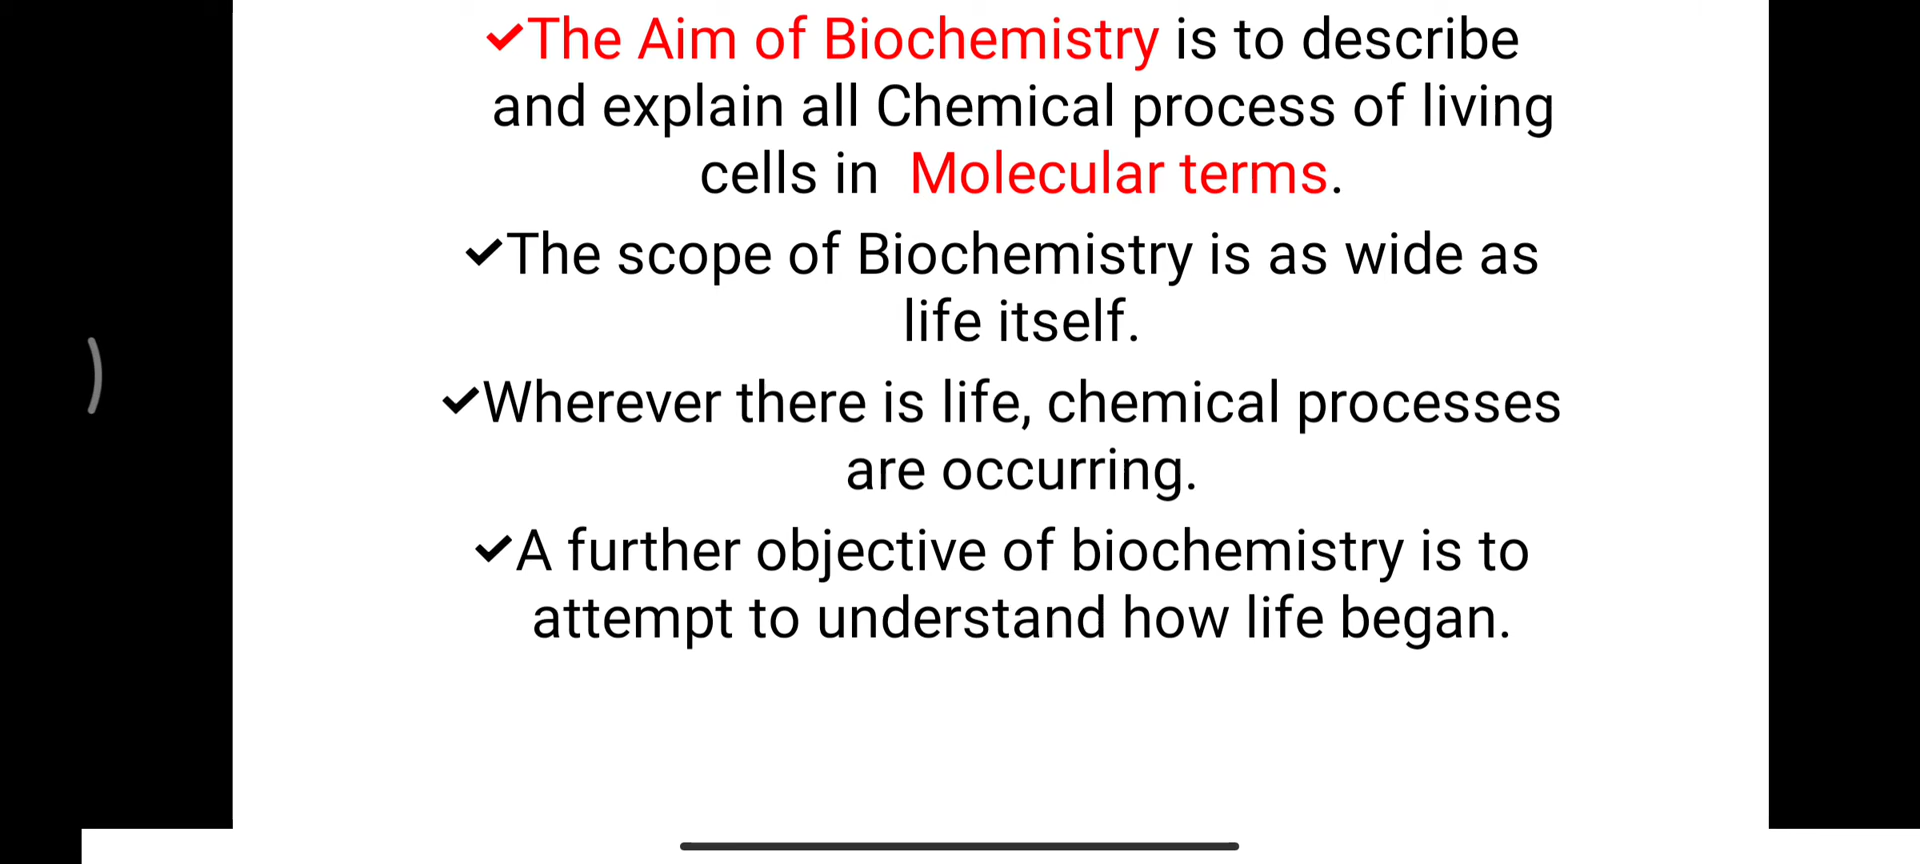 ✓The Aim of Biochemistry is to describe
and explain all Chemical process of living
cells in  Molecular terms.
✓The scope of Biochemistry is as wide as
life itself.
✓Wherever there is life, chemical processes
are occurring.
✓A further objective of biochemistry is to
attempt to understand how life began.